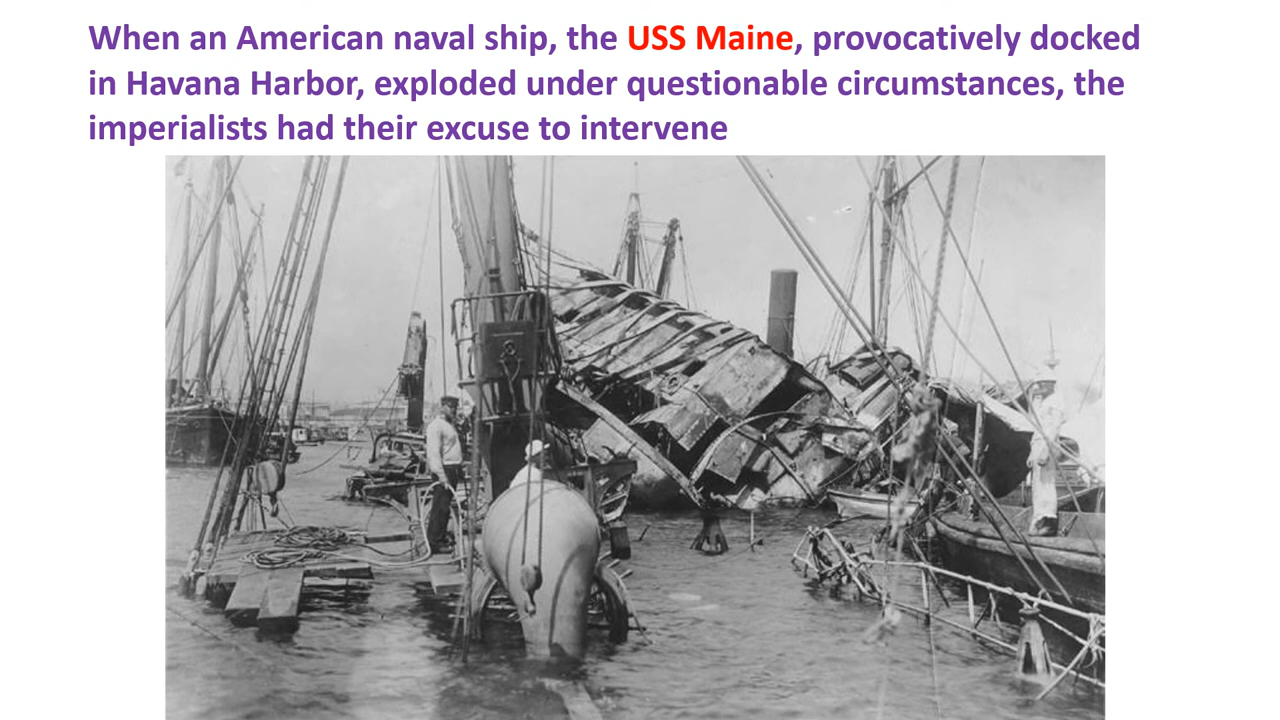 When an American naval ship, the USS Maine, provocatively docked
in Havana Harbor, exploded under questionable circumstances, the
imperialists had their excuse to intervene